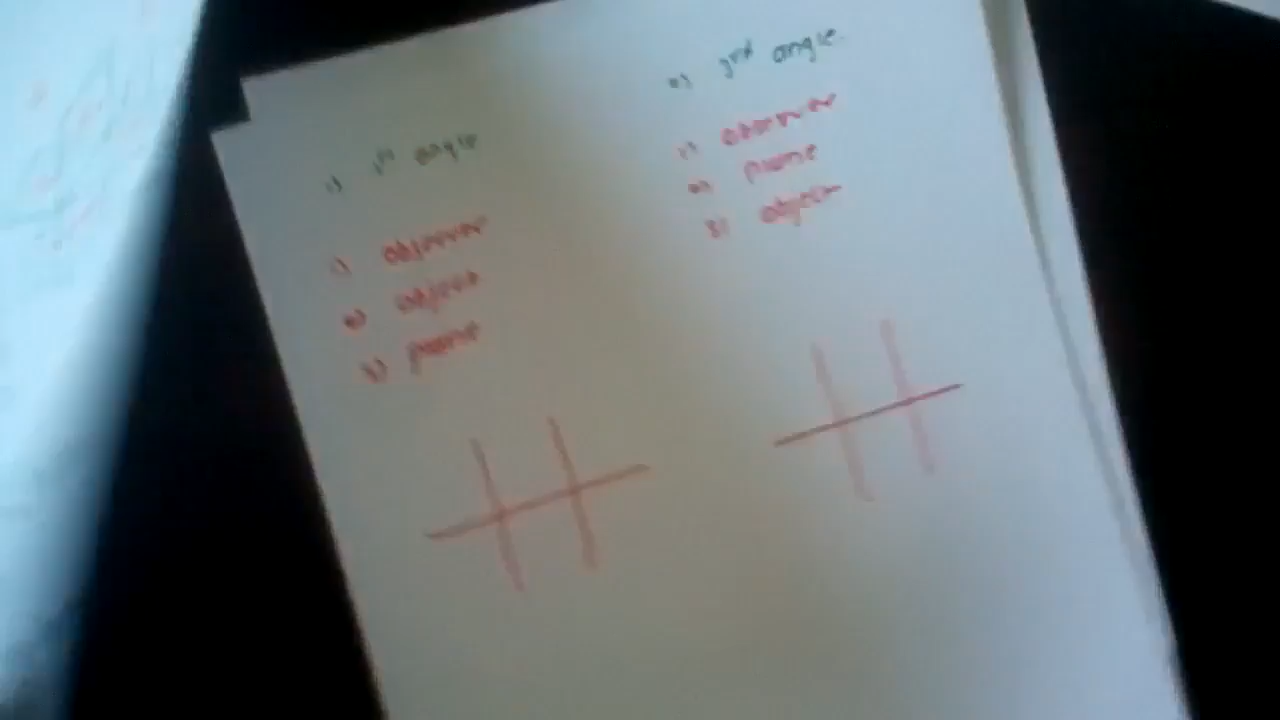 1) 1st angle
1) observer
2) object
3) plane
2) 3rd angle.
1) observer
2) plane
3) object